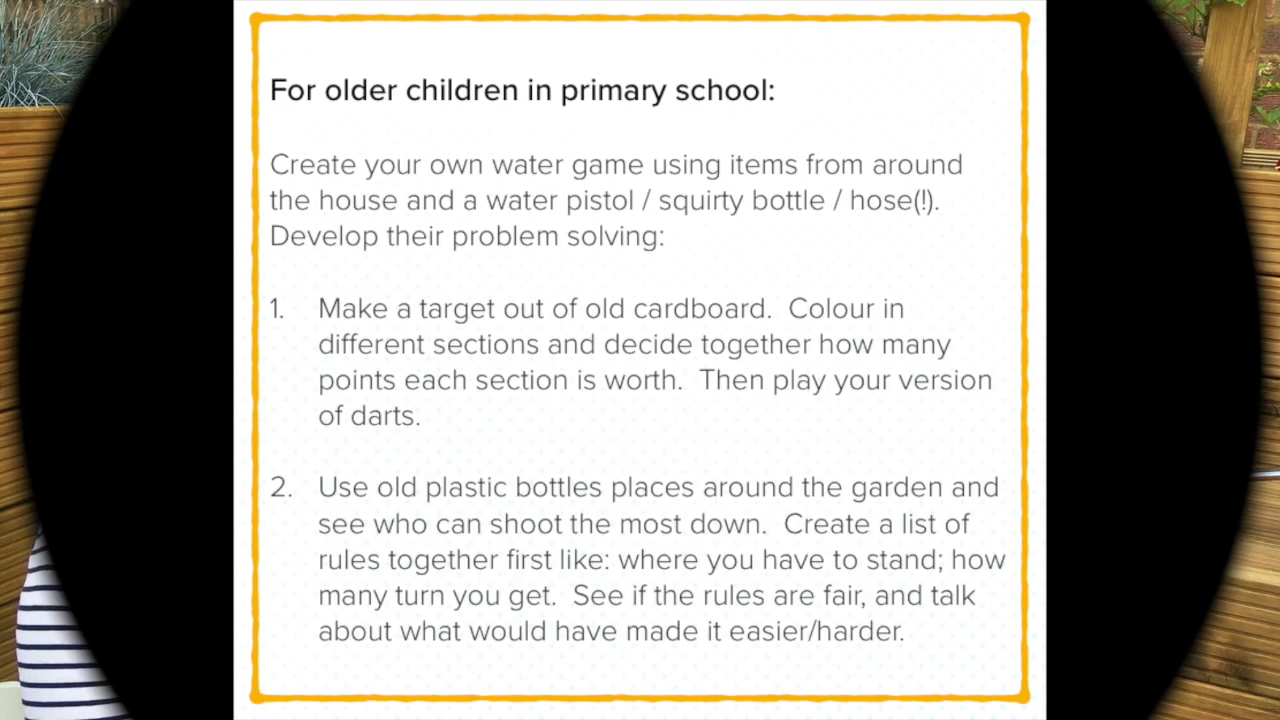 For older children in primary school:
Create your own water game using items from around
the house and a water pistol / squirty bottle / hose(!).
Develop their problem solving:
1. Make a target out of old cardboard. Colour in
different sections and decide together how many
points each section is worth. Then play your version
of darts.
2. Use old plastic bottles places around the garden and
see who can shoot the most down. Create a list of
rules together first like: where you have to stand; how
many turn you get. See if the rules are fair, and talk
about what would have made it easier/harder.